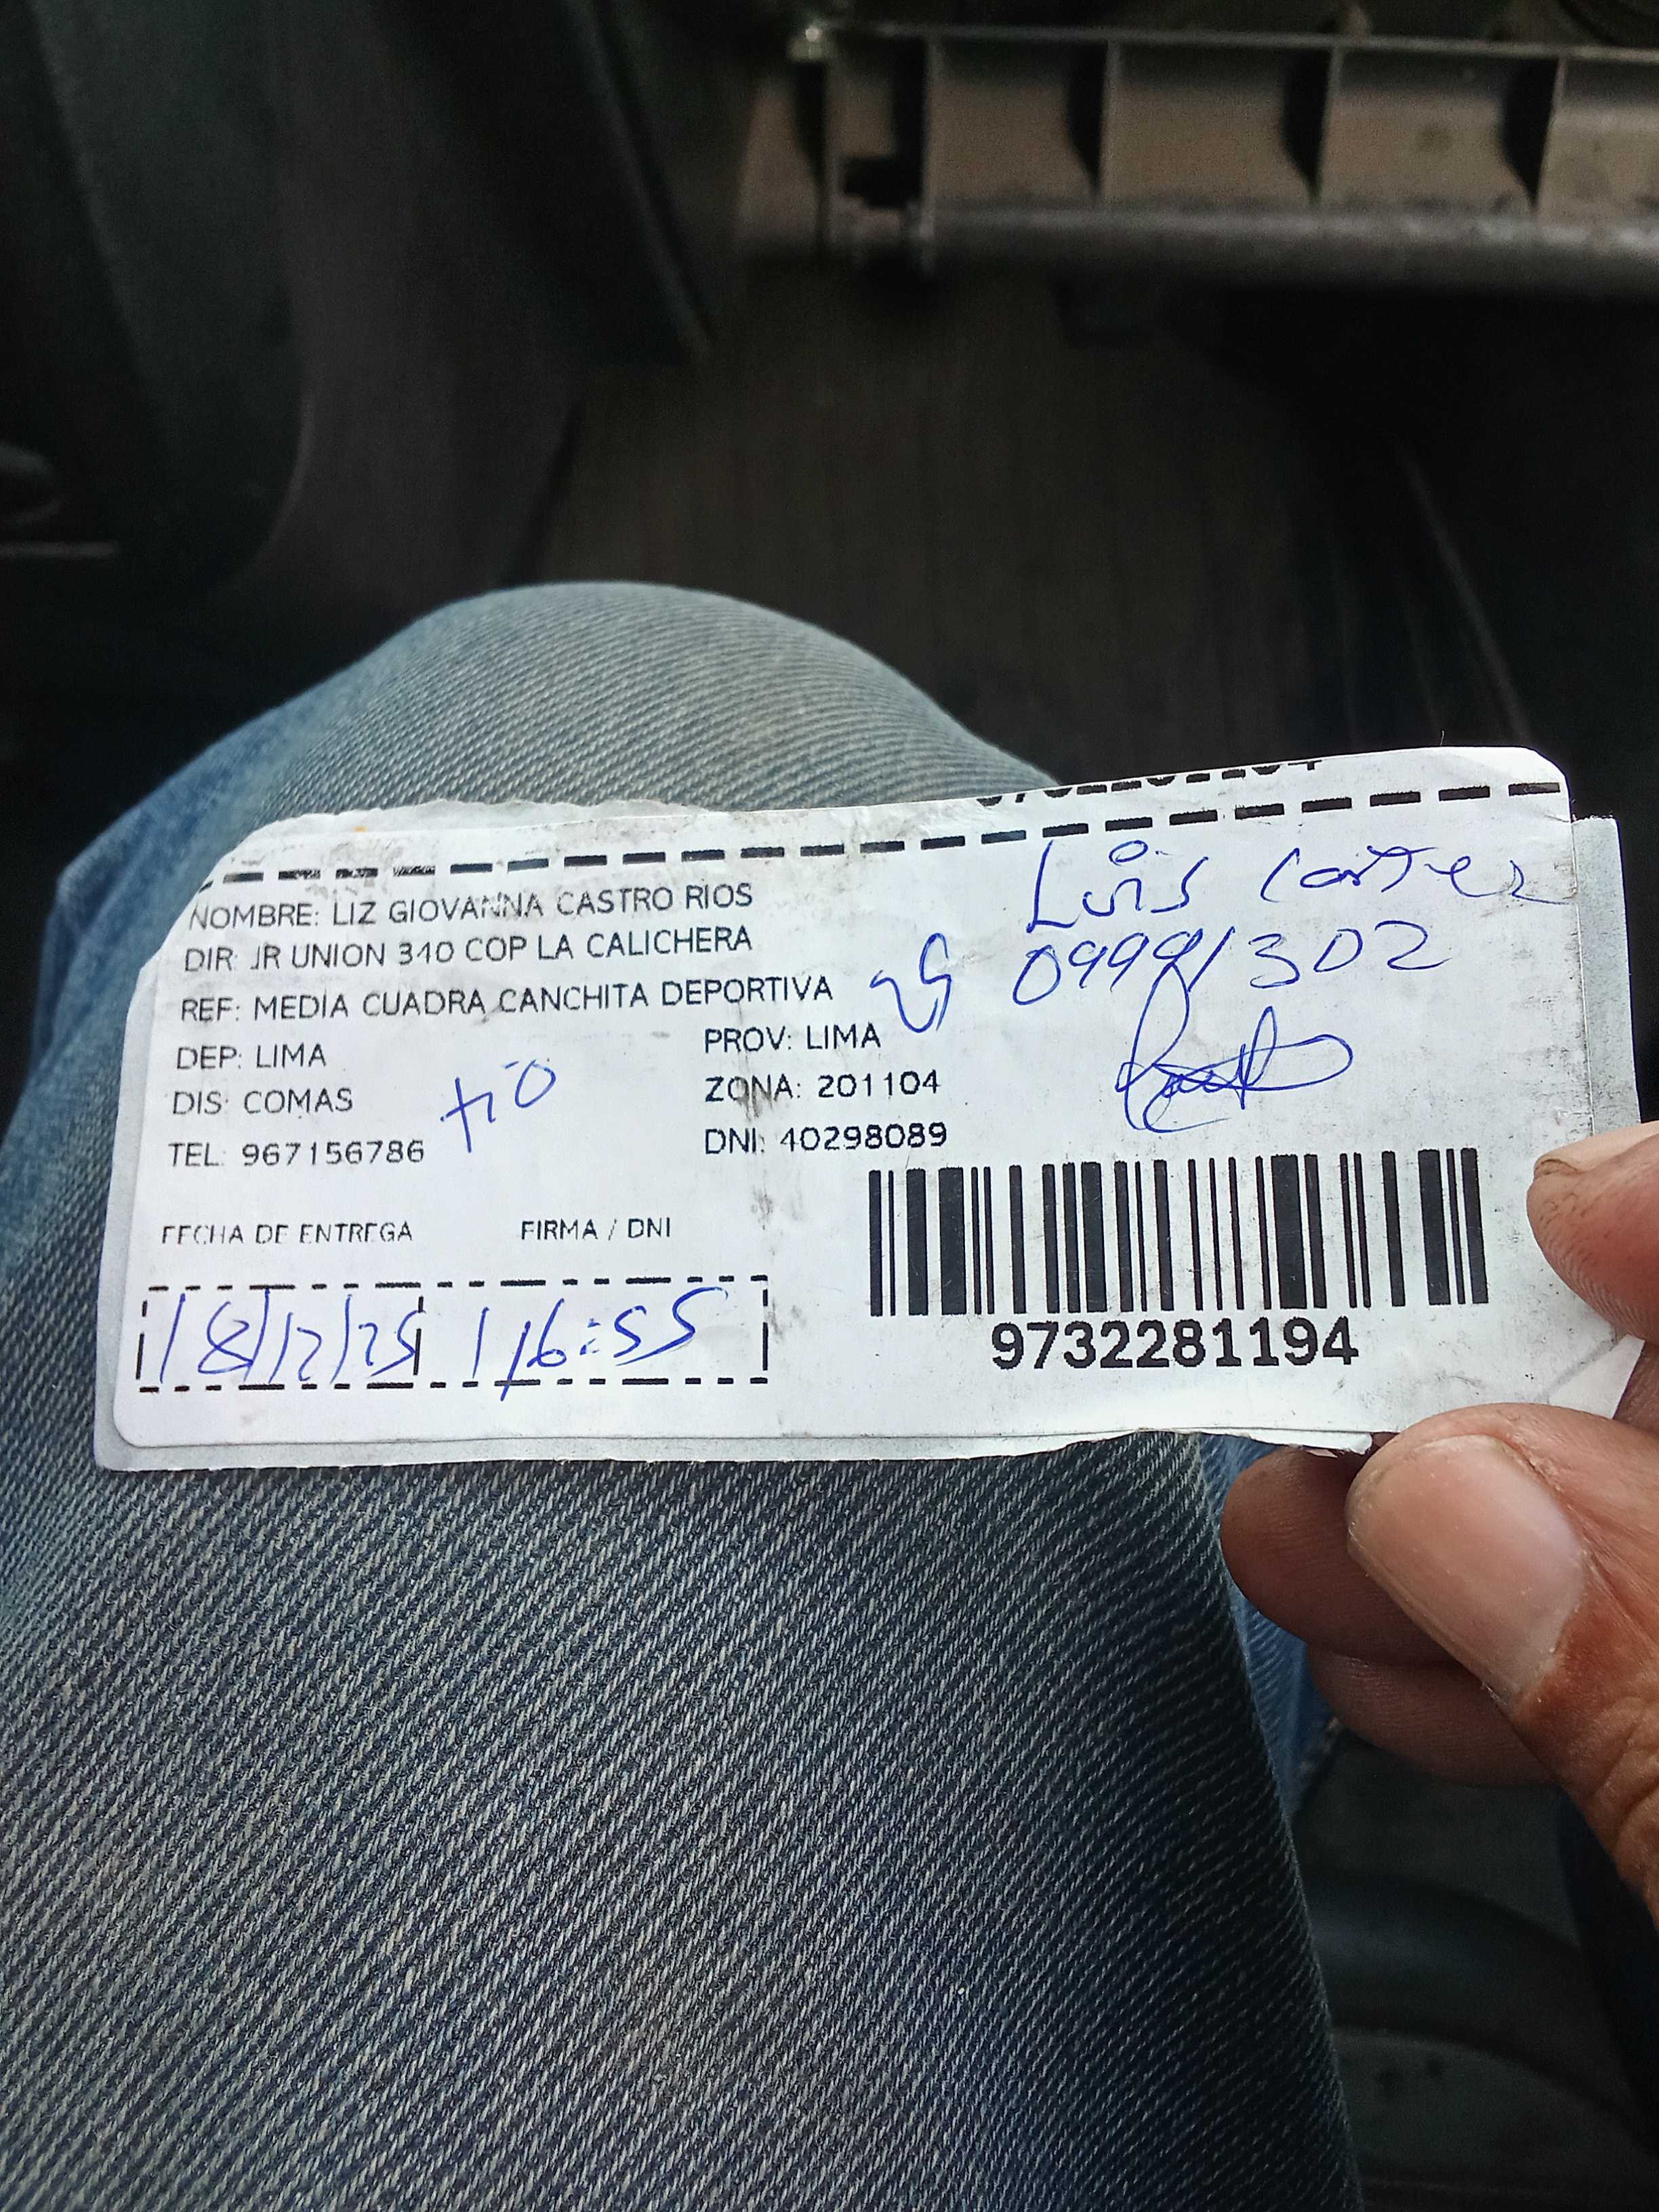 NOMBRE: LIZ GIOVANNA CASTRO RIOS
Luis
DIR: JR UNION 340 COP LA CALICHERA
09991302
REF: MEDIA CUADRA CANCHITA DEPORTIVA
DEP: LIMA
PROV: LIMA
DIS: COMAS
tío
ZONA: 201104
TEL: 967156786
DNI: 40298089
FECHA DE ENTREGA
FIRMA / DNI
18/12/25 16:55
9732281194